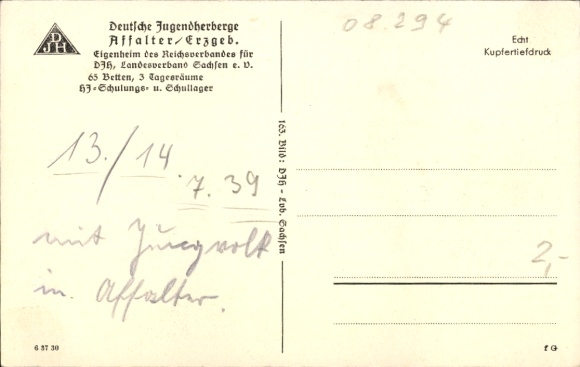 DJH
Deutsche Jugendherberge
Affalter/Erzgeb.
Eigenheim des Reichsverbandes für
DJH, Landesverband Sachsen e. V.
65 Betten, 3 Tagesräume
HJ-Schulungs- u. Schullager
08.294
Echt
Kupfertiefdruck
13./14.7.39
mit Jungvolk
in Affalter.
163. Bild: DJH - Lvb. Sachsen
2,-
6 37 30
f G